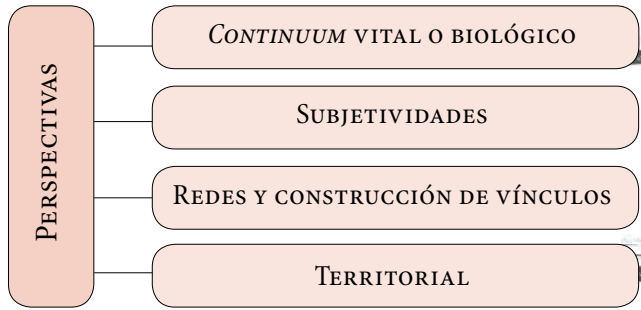 PERSPECTIVAS
CONTINUUM VITAL O BIOLÓGICO
SUBJETIVIDADES
REDES Y CONSTRUCCIÓN DE VÍNCULOS
TERRITORIAL